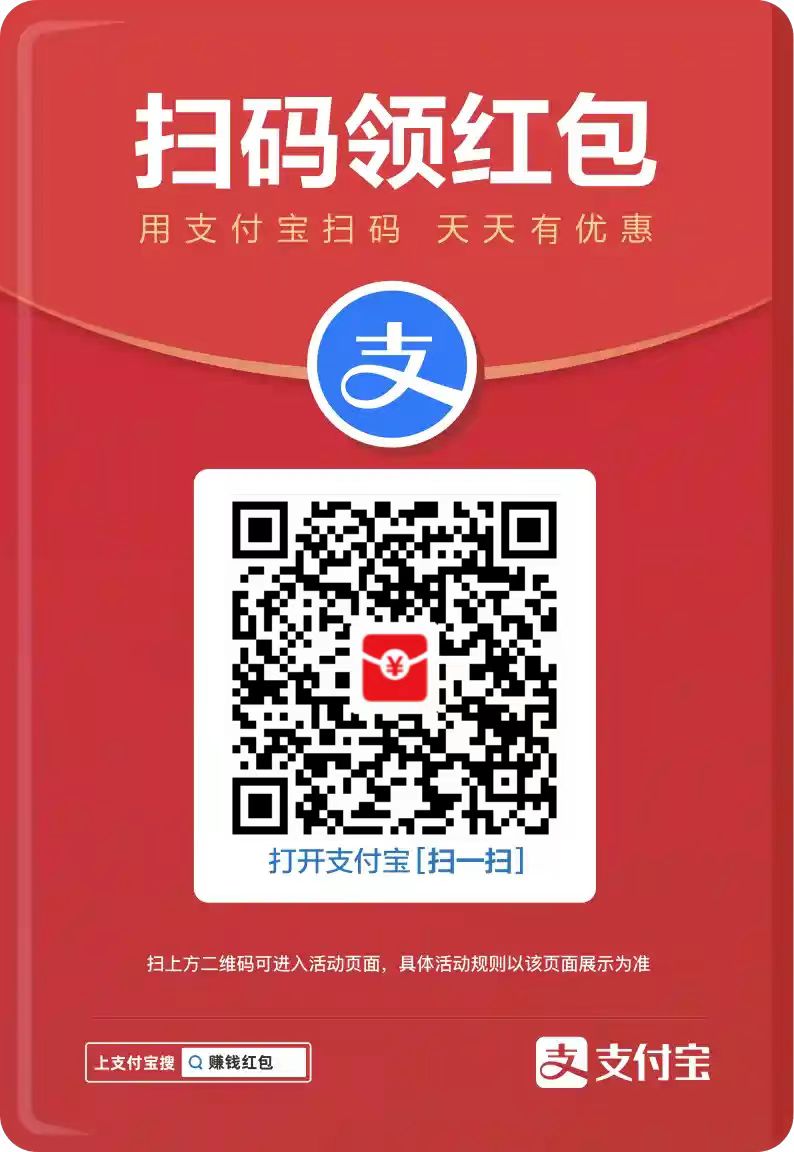 扫码领红包
用支付宝扫码 天天有优惠
支
¥
打开支付宝[扫一扫]
扫上方二维码可进入活动页面，具体活动规则以该页面展示为准
上支付宝搜 赚钱红包
支 支付宝